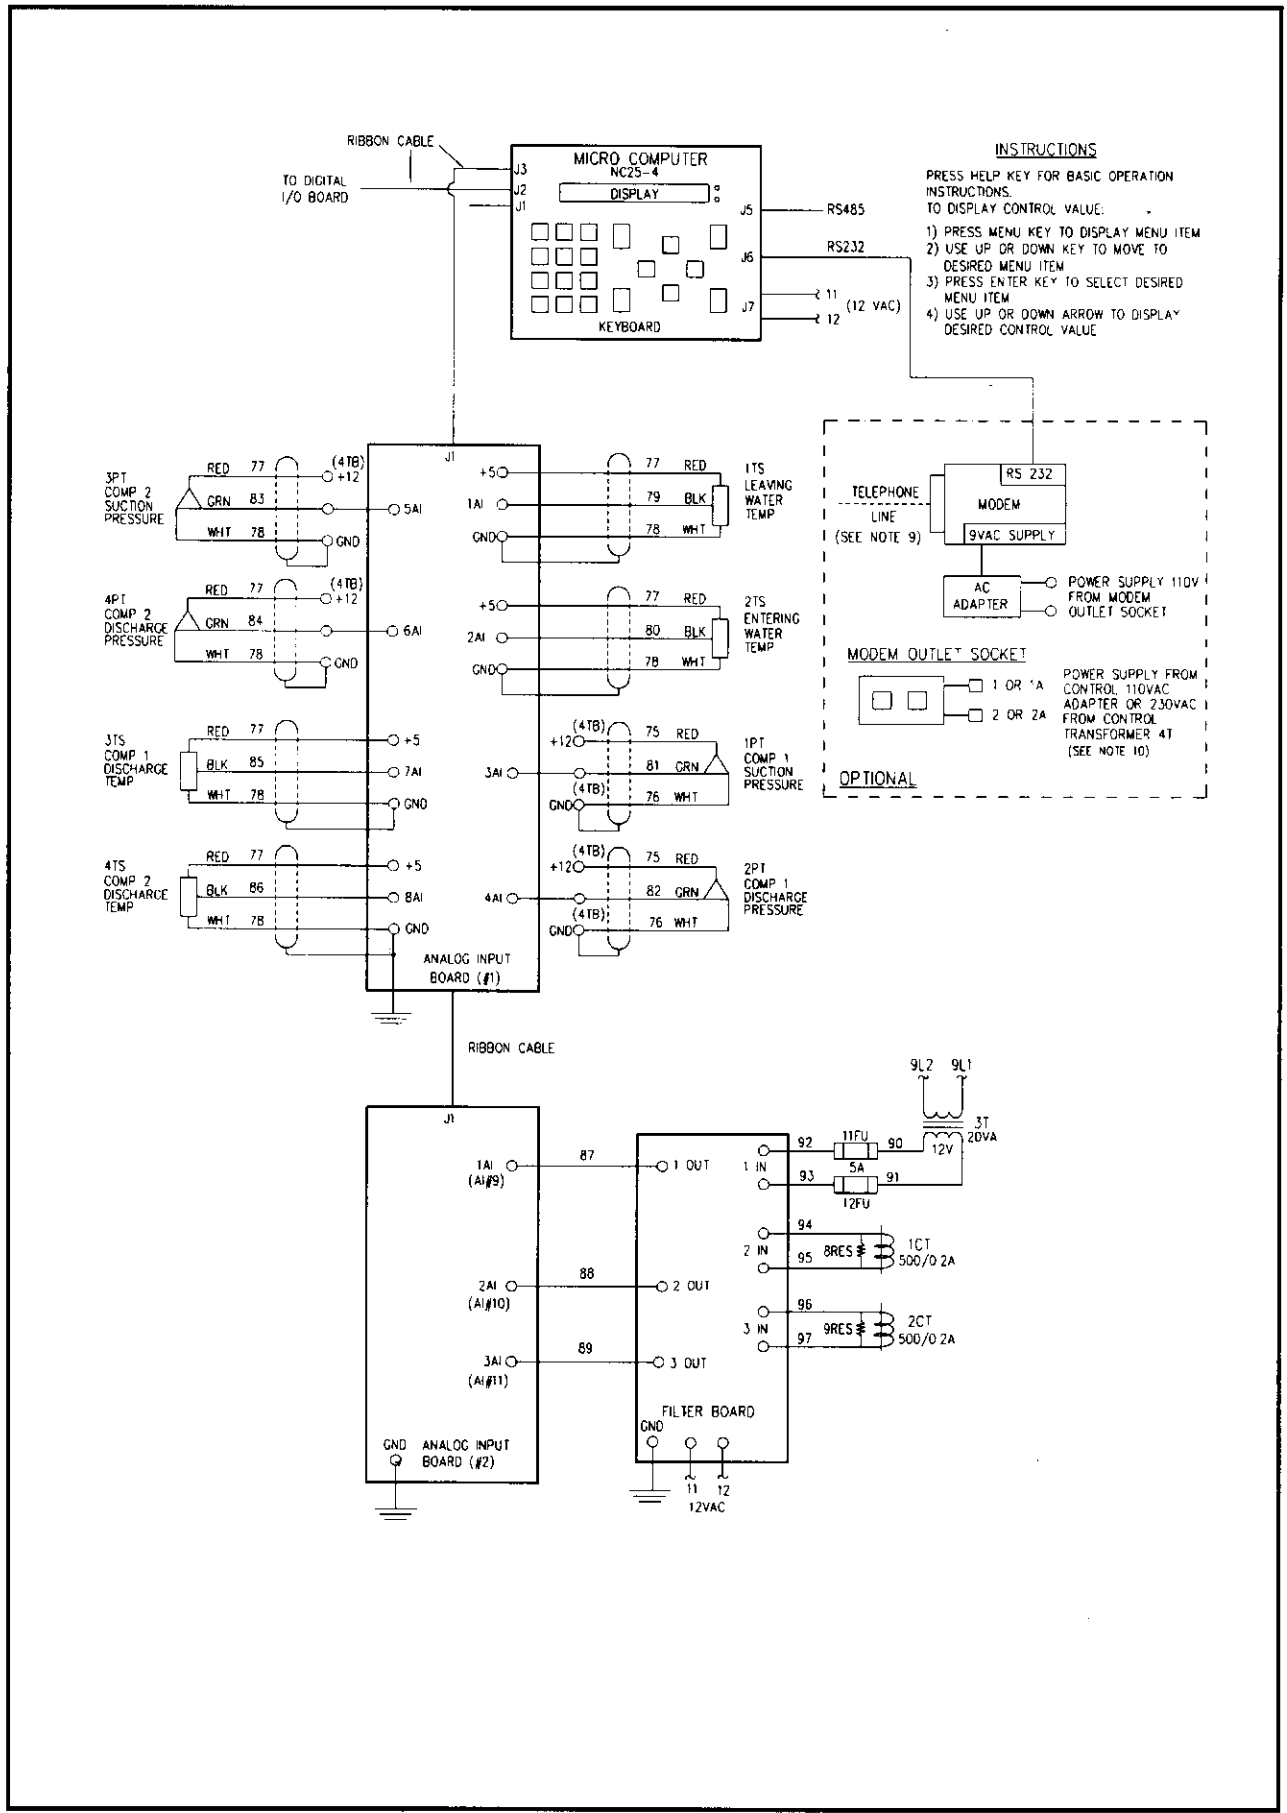 RIBBON CABLE
TO DIGITAL
I/O BOARD
J3
J2
J1
MICRO COMPUTER
NC25-4
DISPLAY
KEYBOARD
J5
J6
J7
RS485
RS232
11
(12 VAC)
12
INSTRUCTIONS
PRESS HELP KEY FOR BASIC OPERATION
INSTRUCTIONS.
TO DISPLAY CONTROL VALUE:
1) PRESS MENU KEY TO DISPLAY MENU ITEM
2) USE UP OR DOWN KEY TO MOVE TO
DESIRED MENU ITEM
3) PRESS ENTER KEY TO SELECT DESIRED
MENU ITEM
4) USE UP OR DOWN ARROW TO DISPLAY
DESIRED CONTROL VALUE
3PT
COMP 2
SUCTION
PRESSURE
RED 77
GRN 83
WHT 78
(4TB)
+12
GND
5AI
4PT
COMP 2
DISCHARGE
PRESSURE
RED 77
GRN 84
WHT 78
(4TB)
+12
GND
6AI
3TS
COMP 1
DISCHARGE
TEMP
RED 77
BLK 85
WHT 78
+5
7AI
GND
4TS
COMP 2
DISCHARGE
TEMP
RED 77
BLK 86
WHT 78
+5
8AI
GND
J1
+5
1AI
GND
77 RED
79 BLK
78 WHT
1TS
LEAVING
WATER
TEMP
+5
2AI
GND
77 RED
80 BLK
78 WHT
2TS
ENTERING
WATER
TEMP
3AI
(4TB)
+12
(4TB)
GND
75 RED
81 GRN
76 WHT
1PT
COMP 1
SUCTION
PRESSURE
4AI
(4TB)
+12
(4TB)
GND
75 RED
82 GRN
76 WHT
2PT
COMP 1
DISCHARGE
PRESSURE
ANALOG INPUT
BOARD (#1)
TELEPHONE
LINE
(SEE NOTE 9)
RS 232
MODEM
9VAC SUPPLY
AC
ADAPTER
POWER SUPPLY 110V
FROM MODEM
OUTLET SOCKET
MODEM OUTLET SOCKET
1 OR 1A
2 OR 2A
POWER SUPPLY FROM
CONTROL 110VAC
ADAPTER OR 230VAC
FROM CONTROL
TRANSFORMER 4T
(SEE NOTE 10)
OPTIONAL
RIBBON CABLE
J1
1AI
(AI#9)
87
2AI
(AI#10)
88
3AI
(AI#11)
89
GND
ANALOG INPUT
BOARD (#2)
1 OUT
2 OUT
3 OUT
1 IN
2 IN
3 IN
FILTER BOARD
GND
11 12
12VAC
9L2 9L1
3T
20VA
12V
92 11FU 90
5A
93 91
12FU
94
8RES
95
1CT
500/0.2A
96
9RES
97
2CT
500/0.2A